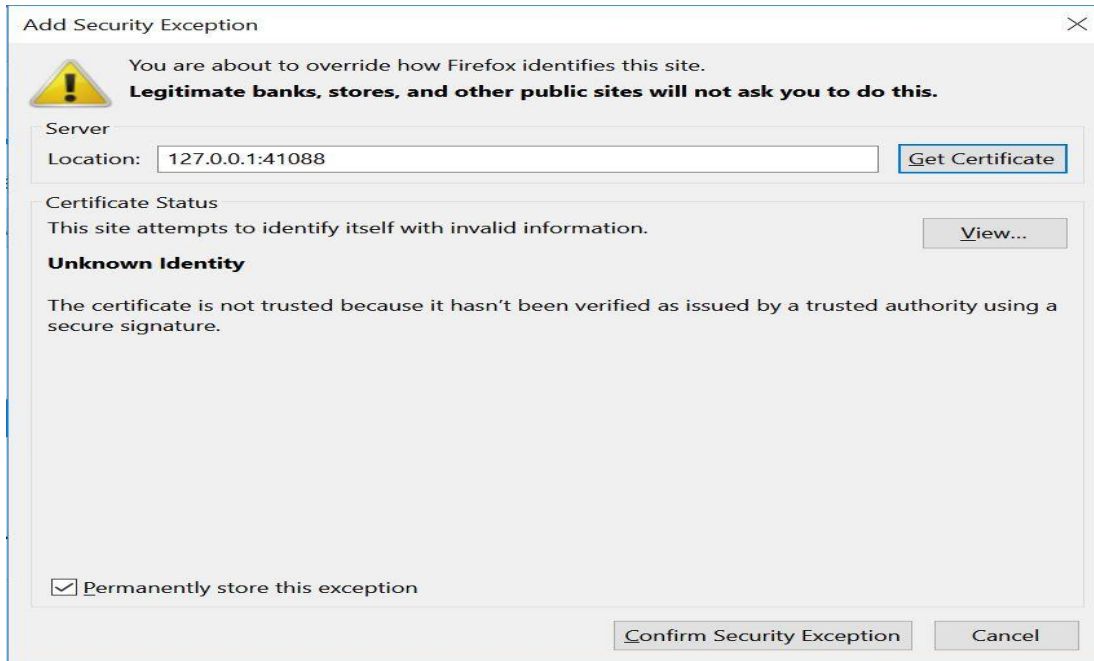 Add Security Exception
You are about to override how Firefox identifies this site.
Legitimate banks, stores, and other public sites will not ask you to do this.
Server
Location: 127.0.0.1:41088 Get Certificate
Certificate Status
This site attempts to identify itself with invalid information. View...
Unknown Identity
The certificate is not trusted because it hasn't been verified as issued by a trusted authority using a
secure signature.
Permanently store this exception
Confirm Security Exception Cancel